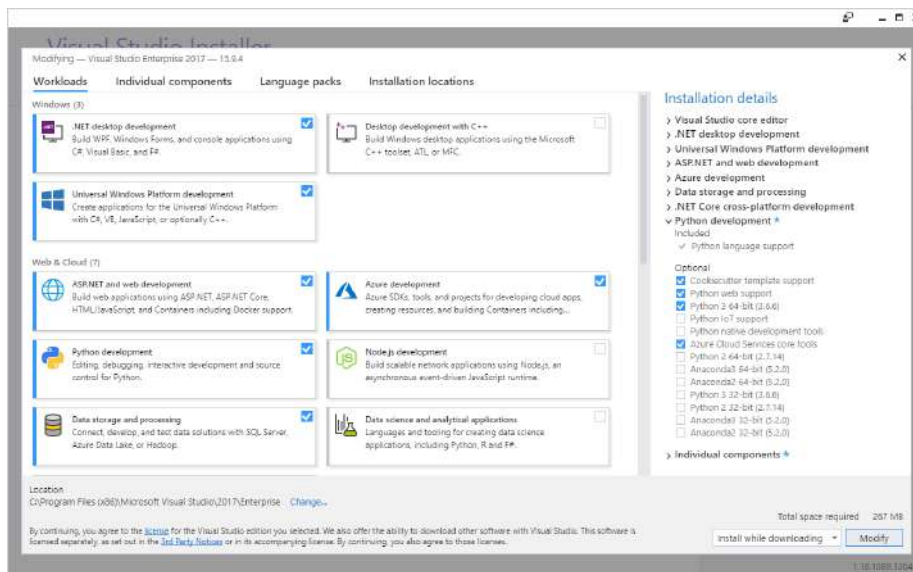 Visual Studio Installer
Modifying — Visual Studio Enterprise 2017 — 15.9.4
Workloads
Individual components
Language packs
Installation locations
Windows (3)
.NET desktop development
Build WPF, Windows Forms, and console applications using
C#, Visual Basic, and F#.
Desktop development with C++
Build Windows desktop applications using the Microsoft
C++ toolset, ATL, or MFC.
Universal Windows Platform development
Create applications for the Universal Windows Platform
with C#, VB, JavaScript, or optionally C++.
Web & Cloud (7)
ASP.NET and web development
Build web applications using ASP.NET, ASP.NET Core,
HTML/JavaScript, and Containers including Docker support.
Azure development
Azure SDKs, tools, and projects for developing cloud apps,
creating resources, and building Containers including...
Python development
Editing, debugging, interactive development and source
control for Python.
Node.js development
Build scalable network applications using Node.js, an
asynchronous event-driven JavaScript runtime.
Data storage and processing
Connect, develop, and test data solutions with SQL Server,
Azure Data Lake, or Hadoop.
Data science and analytical applications
Languages and tooling for creating data science
applications, including Python, R and F#.
Installation details
Visual Studio core editor
.NET desktop development
Universal Windows Platform development
ASP.NET and web development
Azure development
Data storage and processing
.NET Core cross-platform development
Python development *
Included
Python language support
Optional
Cookiecutter template support
Python web support
Python 3 64-bit (3.6.6)
Python IoT support
Python native development tools
Azure Cloud Services core tools
Python 2 64-bit (2.7.14)
Anaconda3 64-bit (5.2.0)
Anaconda2 64-bit (5.2.0)
Python 3 32-bit (3.6.6)
Python 2 32-bit (2.7.14)
Anaconda3 32-bit (5.2.0)
Anaconda2 32-bit (5.2.0)
Individual components *
Location
C:\Program Files (x86)\Microsoft Visual Studio\2017\Enterprise Change...
By continuing, you agree to the license for the Visual Studio edition you selected. We also offer the ability to download other software with Visual Studio. This software is
licensed separately, as set out in the 3rd Party Notices or in its accompanying license. By continuing, you also agree to those licenses.
Total space required 267 MB
Install while downloading
Modify